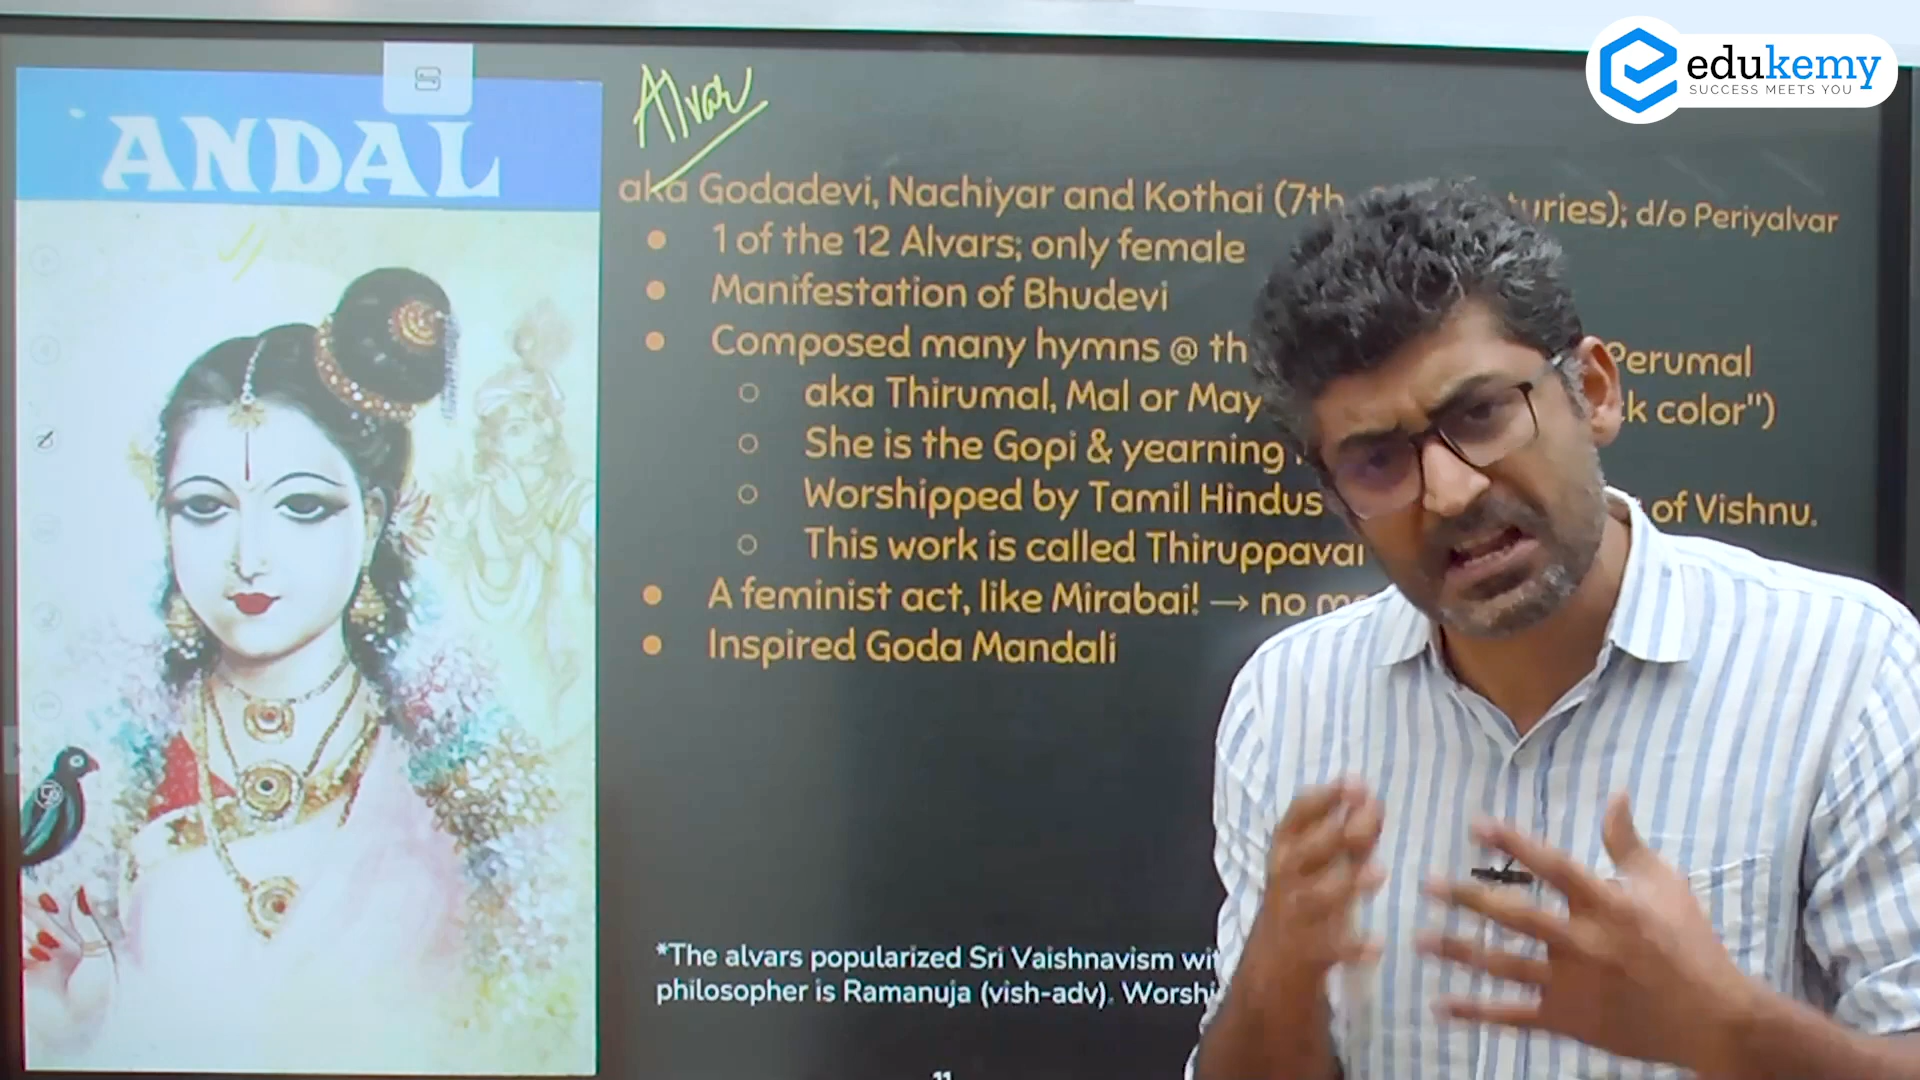 edukemy
SUCCESS MEETS YOU
ANDAL
Alvar
aka Godadevi, Nachiyar and Kothai (7th uries); d/o Periyalvar
1 of the 12 Alvars; only female
Manifestation of Bhudevi
Composed many hymns @ th Perumal
aka Thirumal, Mal or May k color")
She is the Gopi & yearning
Worshipped by Tamil Hindus of Vishnu.
This work is called Thiruppavai
A feminist act, like Mirabai! → no
Inspired Goda Mandali
*The alvars popularized Sri Vaishnavism
philosopher is Ramanuja (vish-adv). Worshi
11